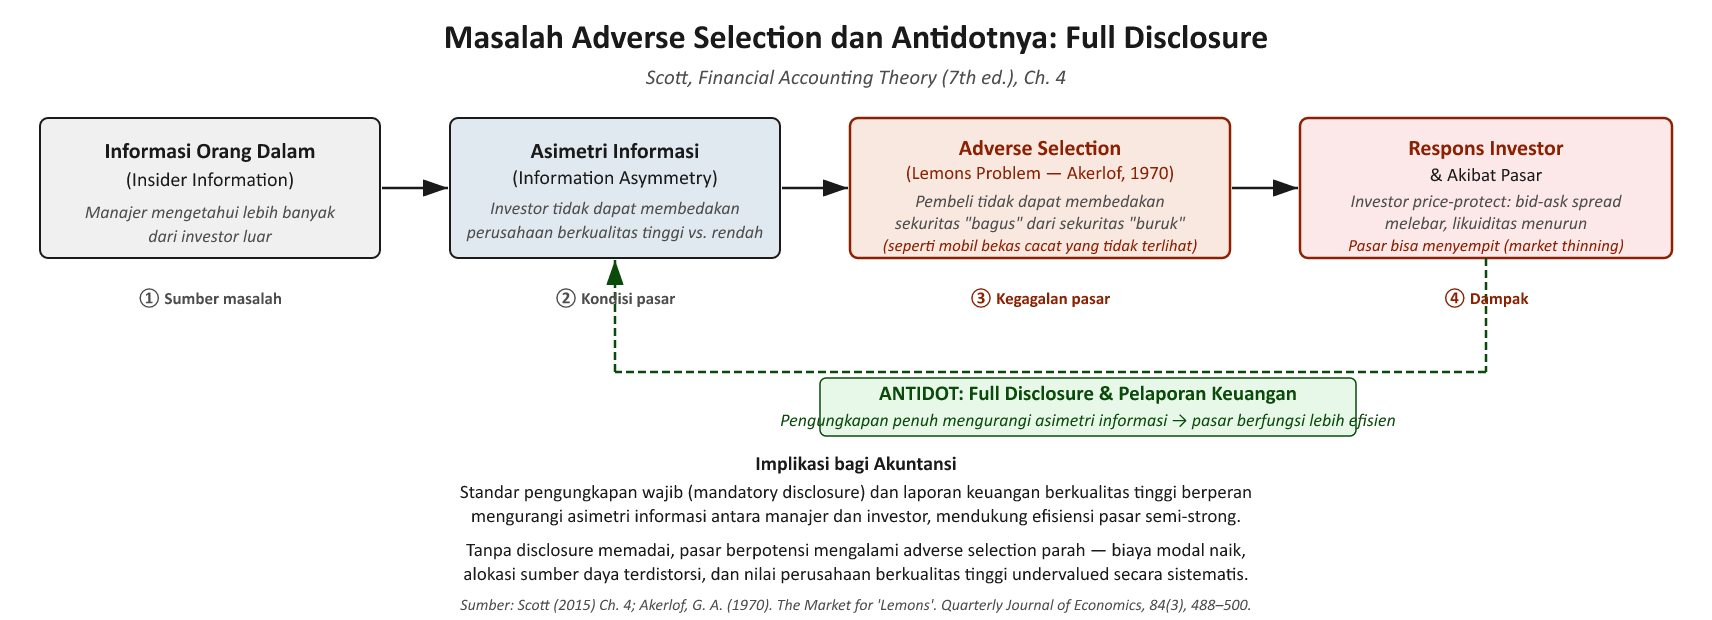 Masalah Adverse Selection dan Antidotnya: Full Disclosure
Scott, Financial Accounting Theory (7th ed.), Ch. 4
Informasi Orang Dalam
(Insider Information)
Manajer mengetahui lebih banyak
dari investor luar
Asimetri Informasi
(Information Asymmetry)
Investor tidak dapat membedakan
perusahaan berkualitas tinggi vs. rendah
Adverse Selection
(Lemons Problem — Akerlof, 1970)
Pembeli tidak dapat membedakan
sekuritas "bagus" dari sekuritas "buruk"
(seperti mobil bekas cacat yang tidak terlihat)
Respons Investor
& Akibat Pasar
Investor price-protect: bid-ask spread
melebar, likuiditas menurun
Pasar bisa menyempit (market thinning)
① Sumber masalah
② Kondisi pasar
③ Kegagalan pasar
④ Dampak
ANTIDOT: Full Disclosure & Pelaporan Keuangan
Pengungkapan penuh mengurangi asimetri informasi → pasar berfungsi lebih efisien
Implikasi bagi Akuntansi
Standar pengungkapan wajib (mandatory disclosure) dan laporan keuangan berkualitas tinggi berperan
mengurangi asimetri informasi antara manajer dan investor, mendukung efisiensi pasar semi-strong.
Tanpa disclosure memadai, pasar berpotensi mengalami adverse selection parah — biaya modal naik,
alokasi sumber daya terdistorsi, dan nilai perusahaan berkualitas tinggi undervalued secara sistematis.
Sumber: Scott (2015) Ch. 4; Akerlof, G. A. (1970). The Market for 'Lemons'. Quarterly Journal of Economics, 84(3), 488–500.